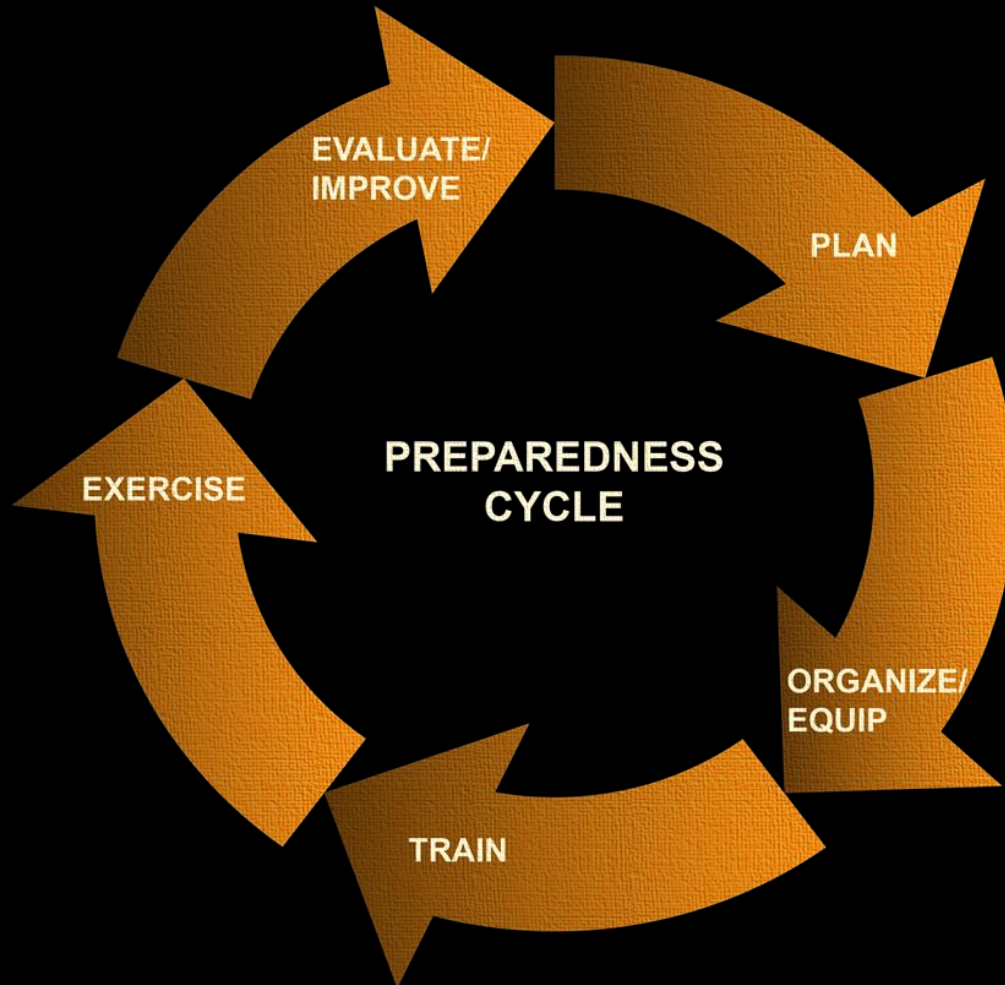 EVALUATE/
IMPROVE
PLAN
PREPAREDNESS
CYCLE
EXERCISE
ORGANIZE/
EQUIP
TRAIN